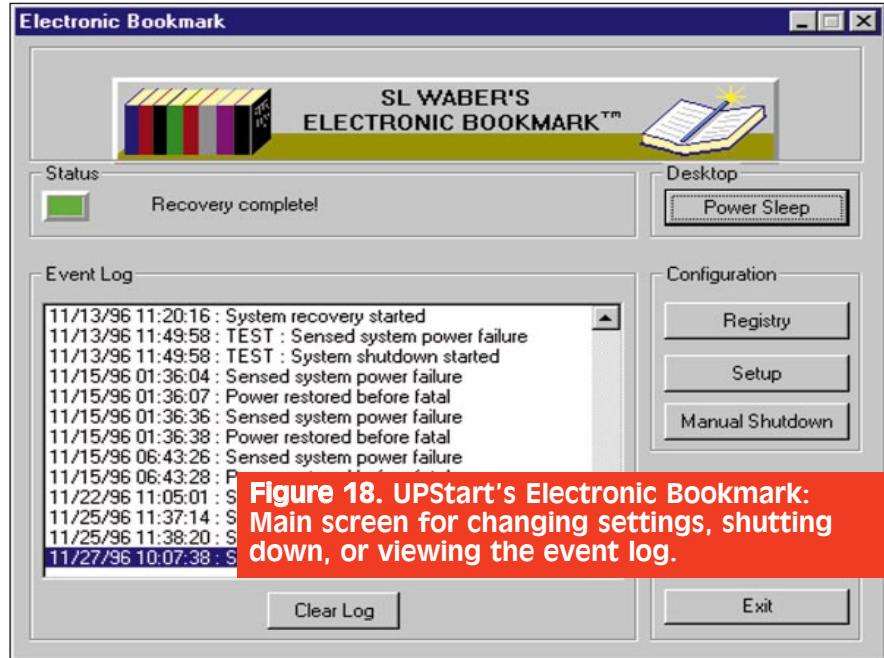 Electronic Bookmark
SL WABER'S
ELECTRONIC BOOKMARK™
Status
Recovery complete!
Desktop
Power Sleep
Event Log
11/13/96 11:20:16 : System recovery started
11/13/96 11:49:58 : TEST : Sensed system power failure
11/13/96 11:49:58 : TEST : System shutdown started
11/15/96 01:36:04 : Sensed system power failure
11/15/96 01:36:07 : Power restored before fatal
11/15/96 01:36:36 : Sensed system power failure
11/15/96 01:36:38 : Power restored before fatal
11/15/96 06:43:26 : Sensed system power failure
11/15/96 06:43:28 :
11/22/96 11:05:01 : S
11/25/96 11:37:14 : S
11/25/96 11:38:20 : S
11/27/96 10:07:38 : S
Clear Log
Configuration
Registry
Setup
Manual Shutdown
Exit
Figure 18. UPStart's Electronic Bookmark:
Main screen for changing settings, shutting
down, or viewing the event log.